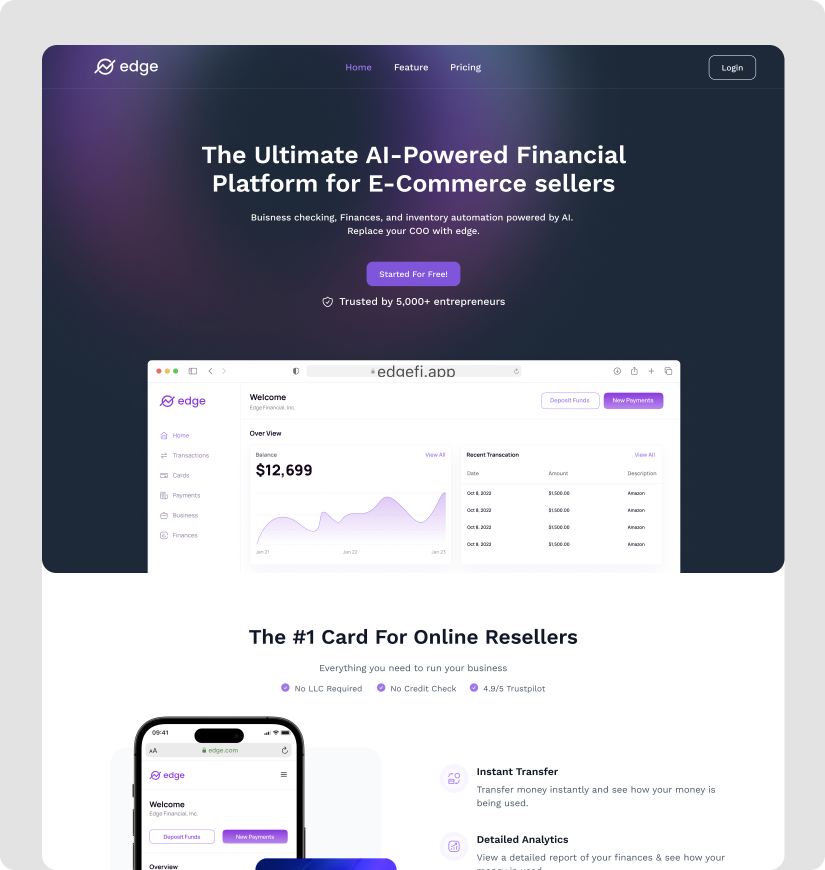 edge
Home Feature Pricing
Login
The Ultimate AI-Powered Financial
Platform for E-Commerce sellers
Buisness checking, Finances, and inventory automation powered by AI.
Replace your COO with edge.
Started For Free!
Trusted by 5,000+ entrepreneurs
edgefi.app
edge
Welcome
Edge Financial. Inc.
Deposit Funds
New Payments
Home
Transactions
Cards
Payments
Business
Finances
Over View
Balance
View All
$12,699
Jan 21 Jan 22 Jan 23
Recent Transcation
View All
Date Amount Description
Oct 8, 2022 $1,500.00 Amazon
Oct 8, 2022 $1,500.00 Amazon
Oct 8, 2022 $1,500.00 Amazon
Oct 8, 2022 $1,500.00 Amazon
The #1 Card For Online Resellers
Everything you need to run your business
No LLC Required No Credit Check 4.9/5 Trustpilot
09:41
AA edge.com
edge
Welcome
Edge Financial. Inc.
Deposit Funds
New Payments
Overview
Instant Transfer
Transfer money instantly and see how your money is
being used.
Detailed Analytics
View a detailed report of your finances & see how your
money is used.